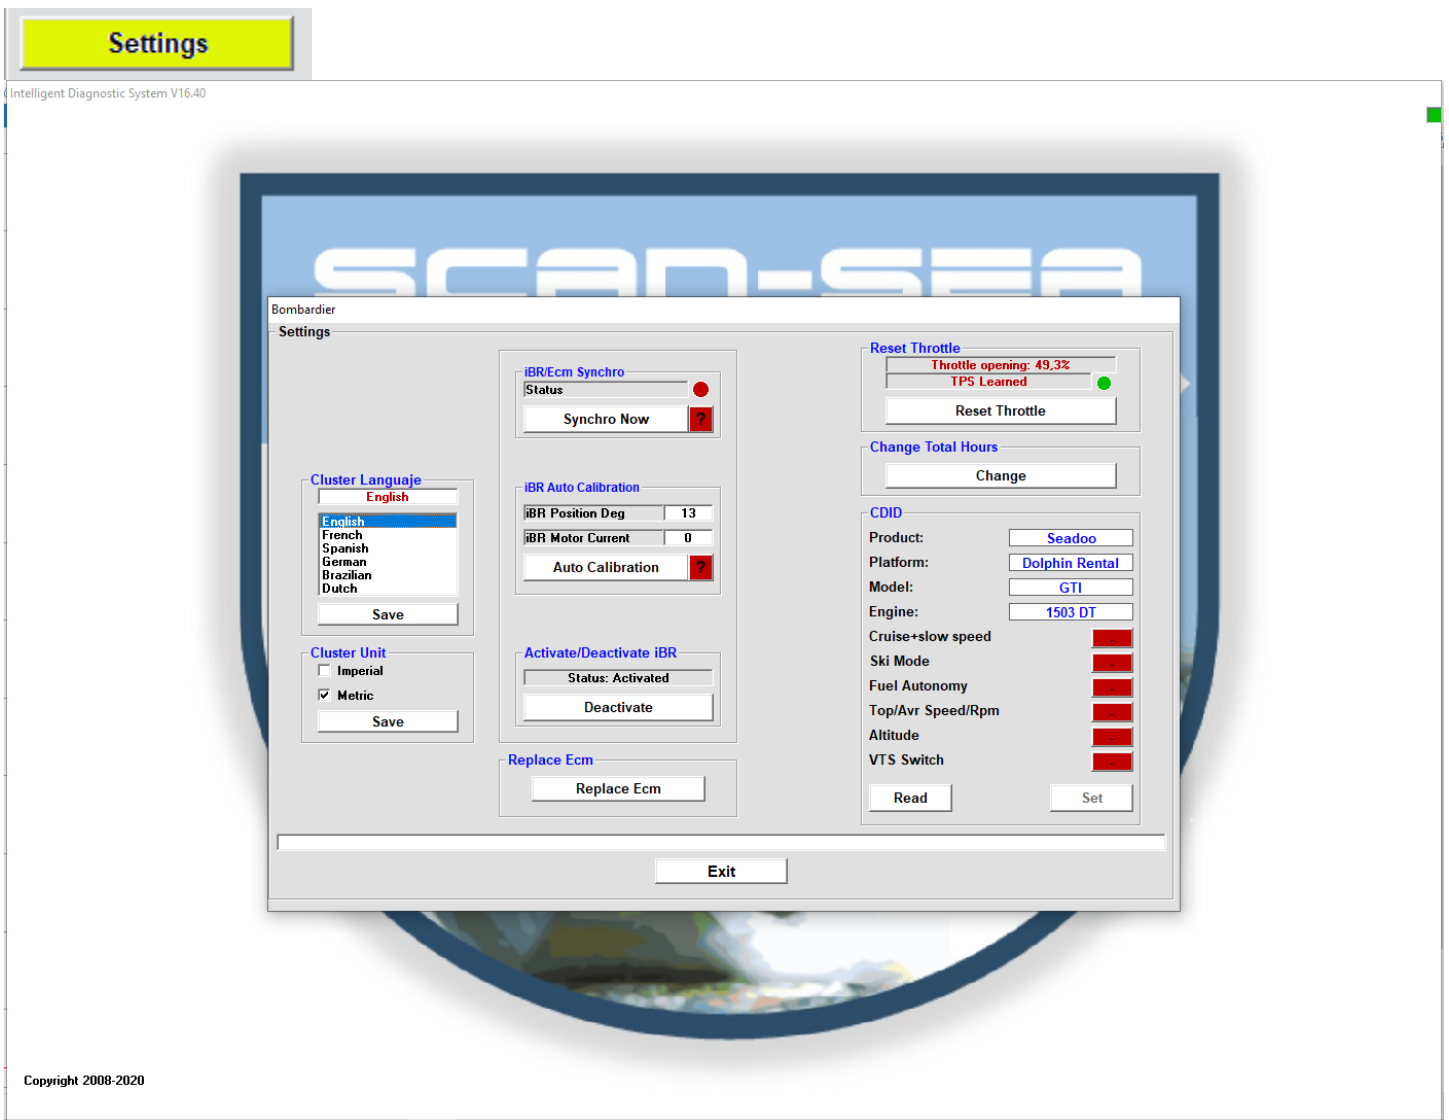 Settings
Intelligent Diagnostic System V16.40
SCAN-SEA
Bombardier
Settings
iBR/Ecm Synchro
Status
Synchro Now
?
iBR Auto Calibration
iBR Position Deg 13
iBR Motor Current 0
Auto Calibration
?
Activate/Deactivate iBR
Status: Activated
Deactivate
Replace Ecm
Replace Ecm
Cluster Languaje
English
English
French
Spanish
German
Brazilian
Dutch
Save
Cluster Unit
Imperial
Metric
Save
Reset Throttle
Throttle opening: 49,3%
TPS Learned
Reset Throttle
Change Total Hours
Change
CDID
Product: Seadoo
Platform: Dolphin Rental
Model: GTI
Engine: 1503 DT
Cruise+slow speed
Ski Mode
Fuel Autonomy
Top/Avr Speed/Rpm
Altitude
VTS Switch
Read Set
Exit
Copyright 2008-2020